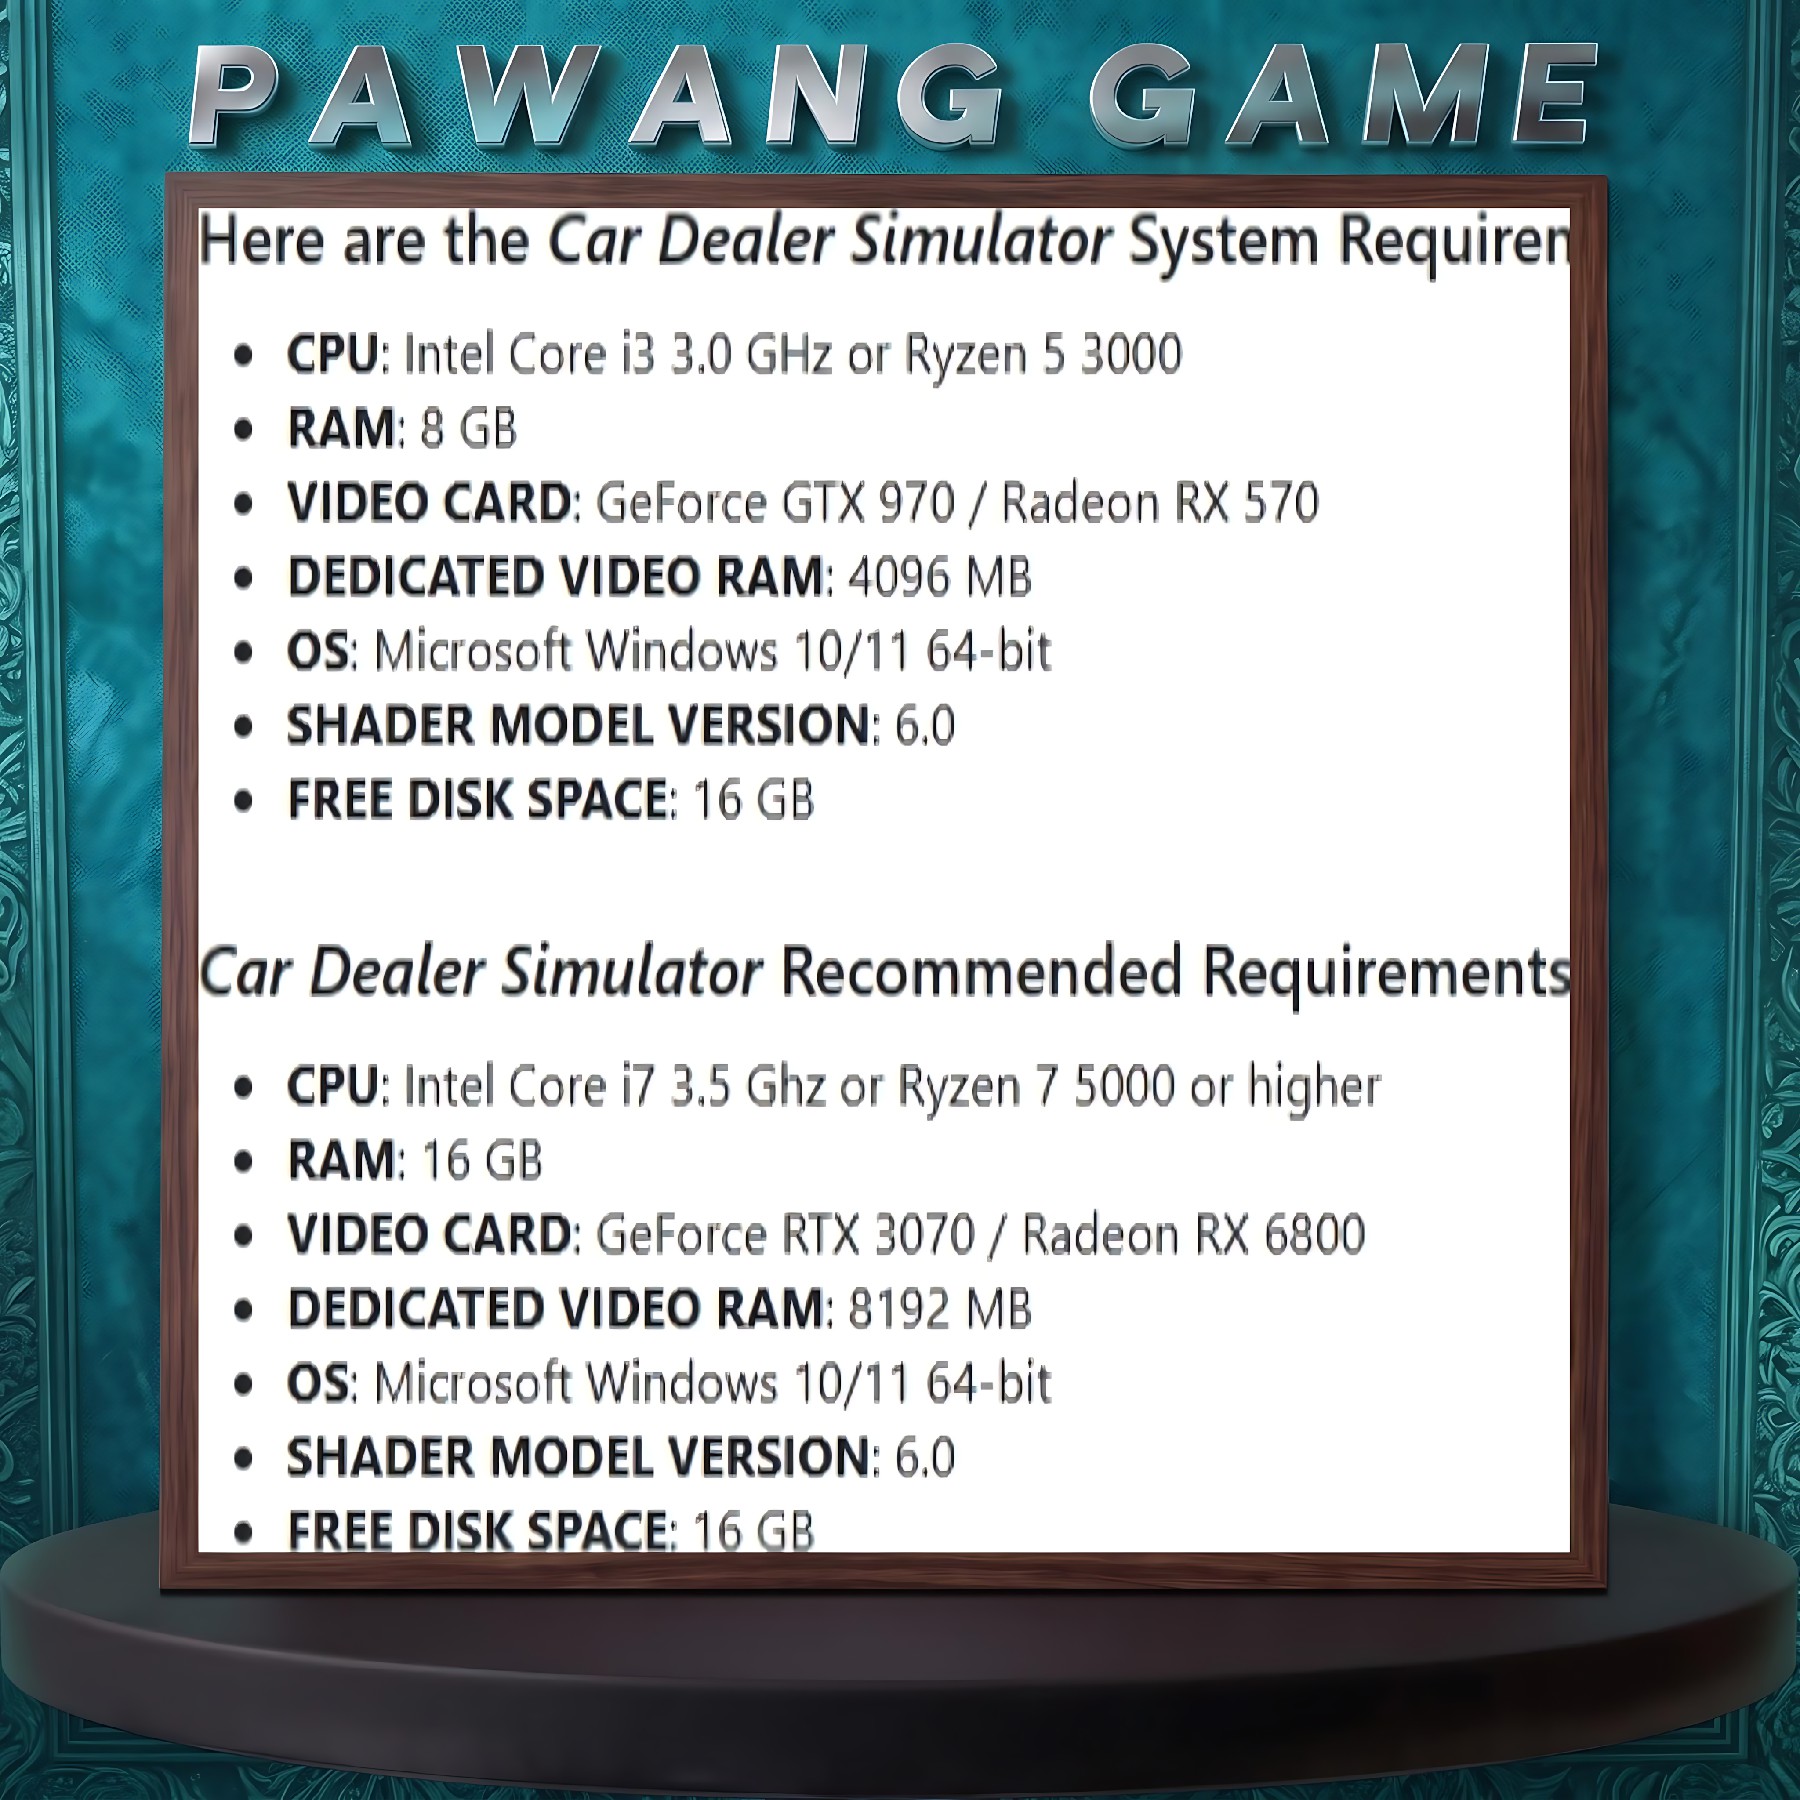 PAWANG GAME
Here are the Car Dealer Simulator System
CPU: Intel Core i3 3.0 GHz or Ryzen 5 3000
RAM: 8 GB
VIDEO CARD: GeForce GTX 970 / Radeon RX 570
DEDICATED VIDEO RAM: 4096 MB
OS: Microsoft Windows 10/11 64-bit
SHADER MODEL VERSION: 6.0
FREE DISK SPACE: 16 GB
Car Dealer Simulator Recommended Requirements
CPU: Intel Core i7 3.5 Ghz or Ryzen 7 5000 or higher
RAM: 16 GB
VIDEO CARD: GeForce RTX 3070 / Radeon RX 6800
DEDICATED VIDEO RAM: 8192 MB
OS: Microsoft Windows 10/11 64-bit
SHADER MODEL VERSION: 6.0
FREE DISK SPACE: 16 GB